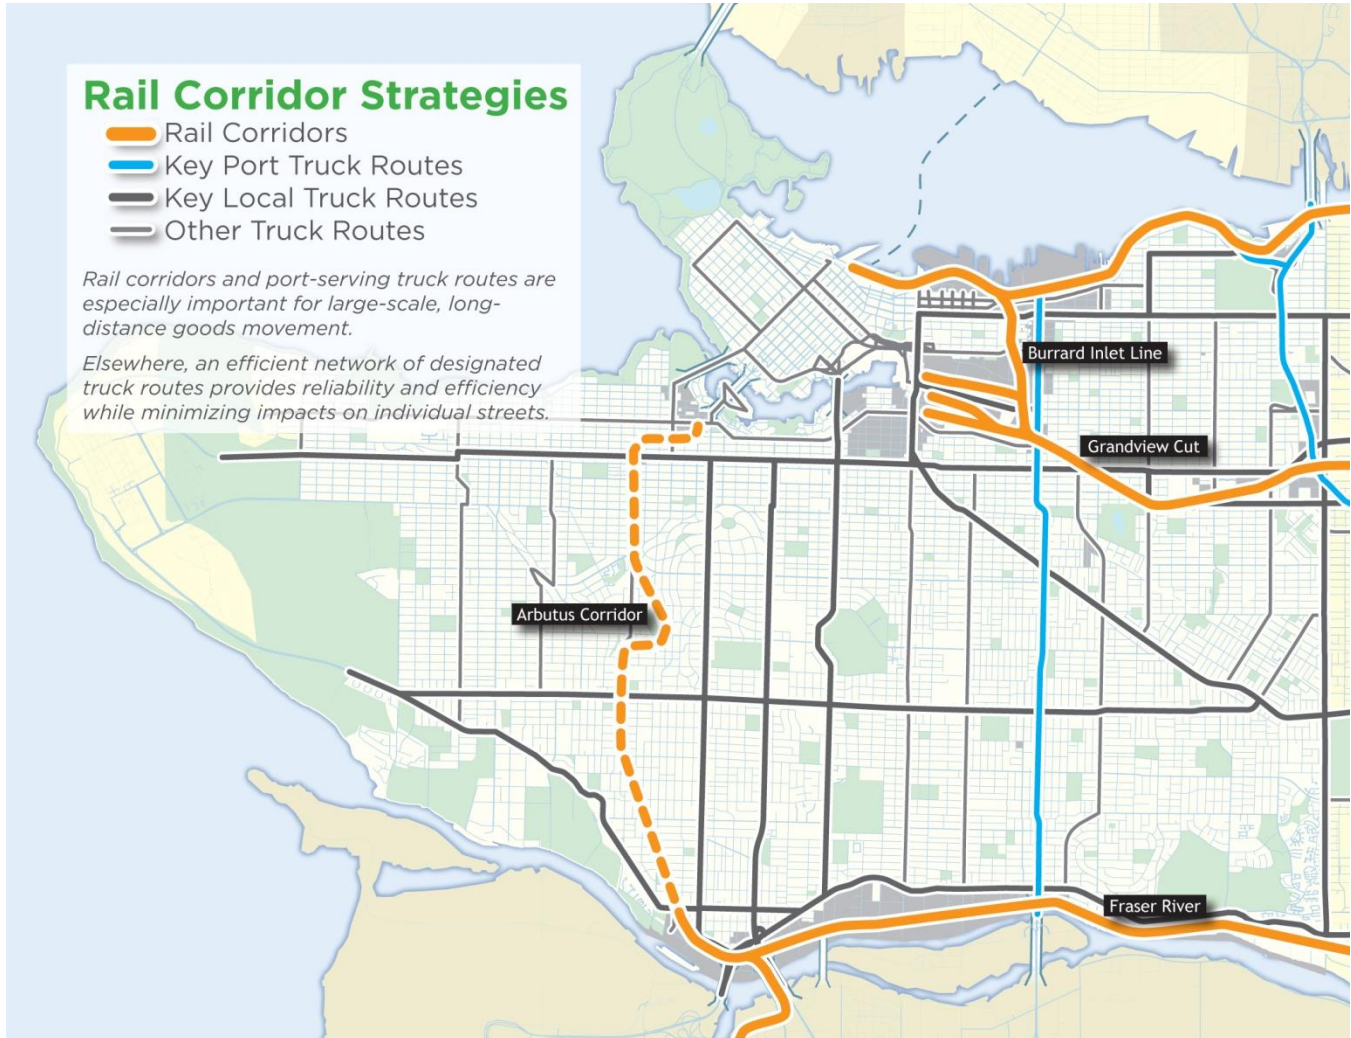 Rail Corridor Strategies
Rail Corridors
Key Port Truck Routes
Key Local Truck Routes
Other Truck Routes
Rail corridors and port-serving truck routes are
especially important for large-scale, long-
distance goods movement.
Elsewhere, an efficient network of designated
truck routes provides reliability and efficiency
while minimizing impacts on individual streets.
Burrard Inlet Line
Grandview Cut
Arbutus Corridor
Fraser River